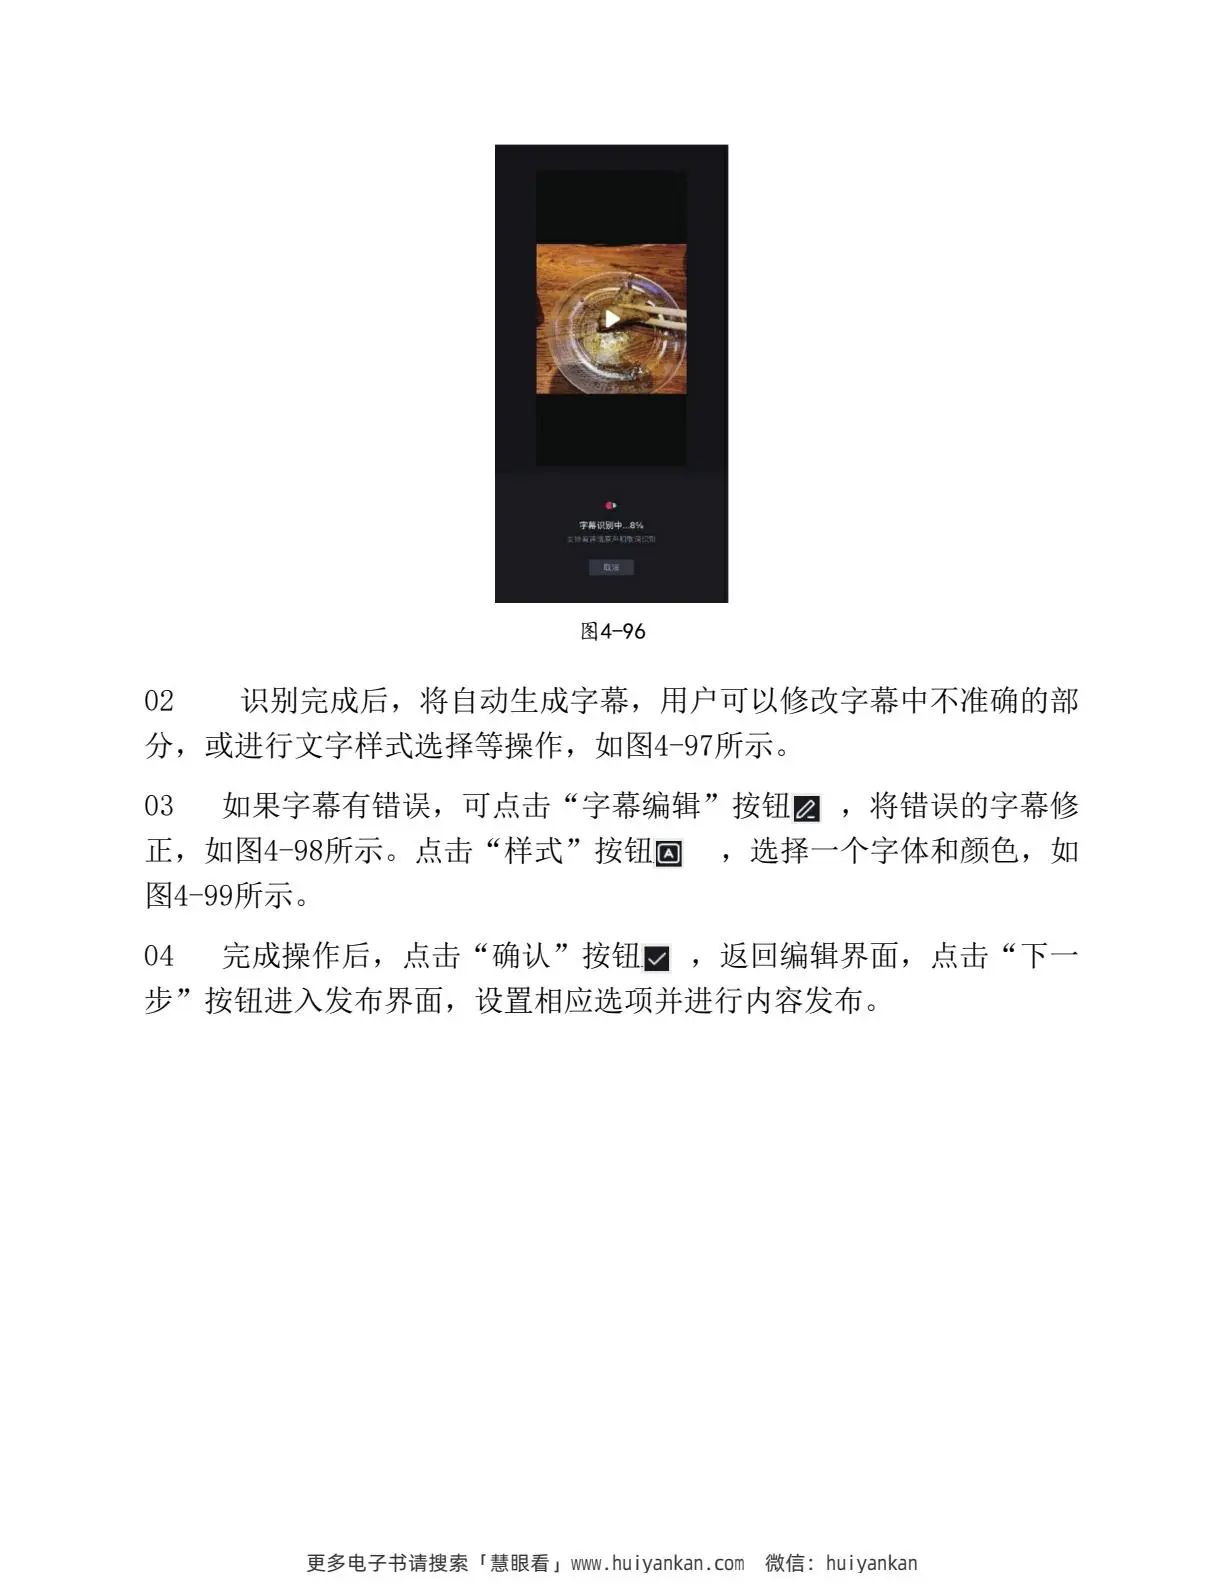 字幕识别中...8%
取消
图4-96
02 识别完成后，将自动生成字幕，用户可以修改字幕中不准确的部
分，或进行文字样式选择等操作，如图4-97所示。
03 如果字幕有错误，可点击“字幕编辑”按钮 ，将错误的字幕修
正，如图4-98所示。点击“样式”按钮A ，选择一个字体和颜色，如
图4-99所示。
04 完成操作后，点击“确认”按钮 ，返回编辑界面，点击“下一
步”按钮进入发布界面，设置相应选项并进行内容发布。
更多电子书请搜索「慧眼看」www.huiyankan.com 微信：huiyankan